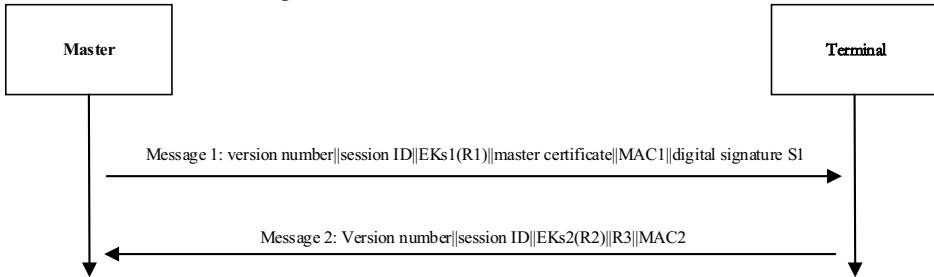 Master
Terminal
Message 1: version number||session ID||EKs1(R1)||master certificate||MAC1||digital signature S1
Message 2: Version number||session ID||EKs2(R2)||R3||MAC2